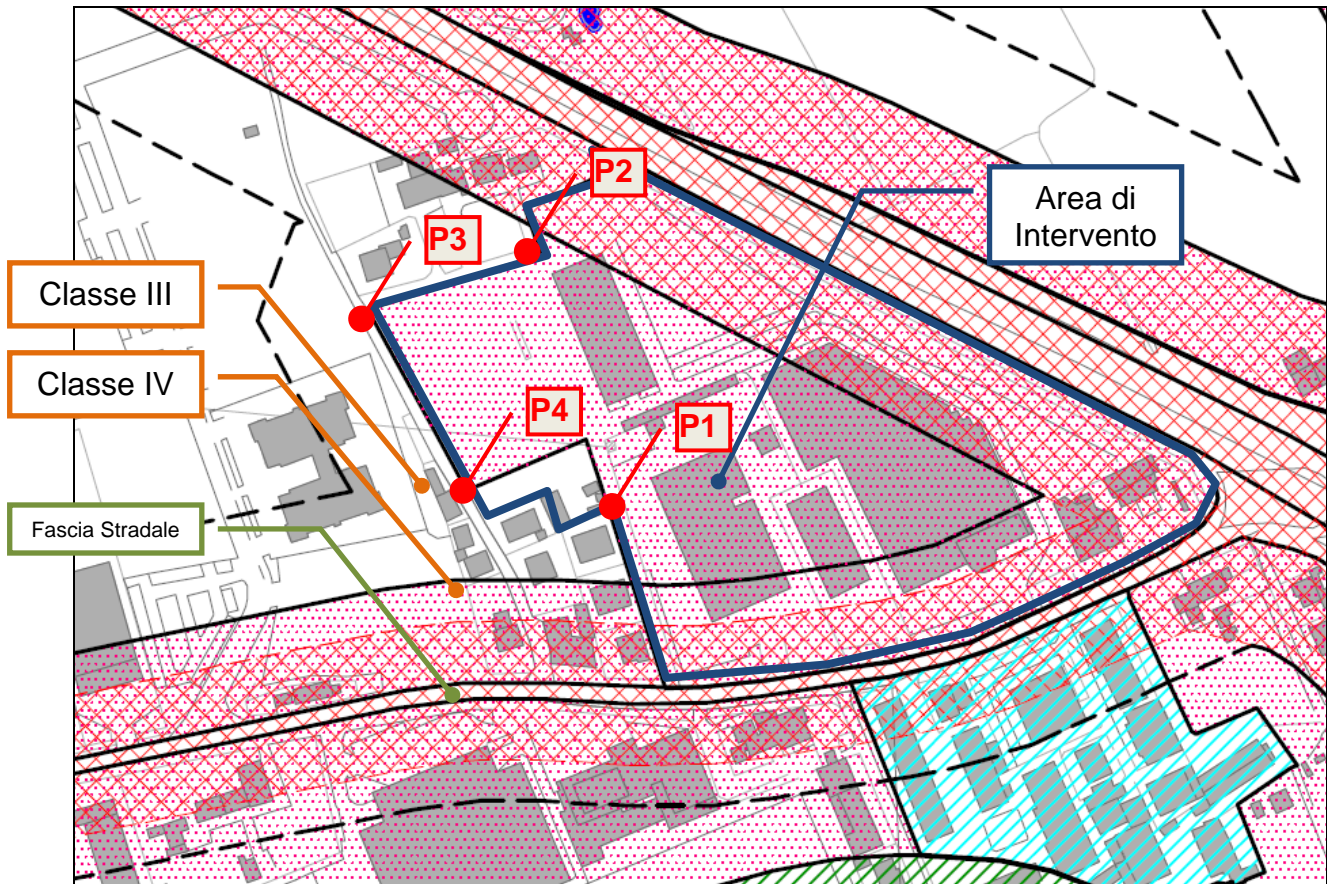 P2
Area di
Intervento
P3
Classe III
Classe IV
P4
P1
Fascia Stradale